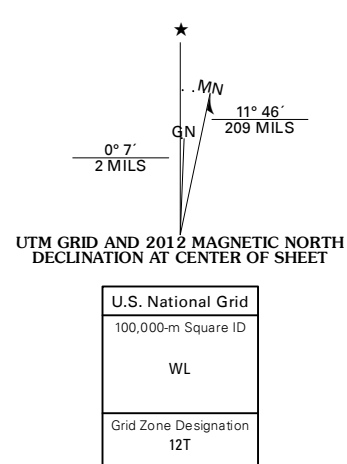 ★
MN
11° 46´
209 MILS
GN
0° 7´
2 MILS
UTM GRID AND 2012 MAGNETIC NORTH
DECLINATION AT CENTER OF SHEET
U.S. National Grid
100,000-m Square ID
WL
Grid Zone Designation
12T